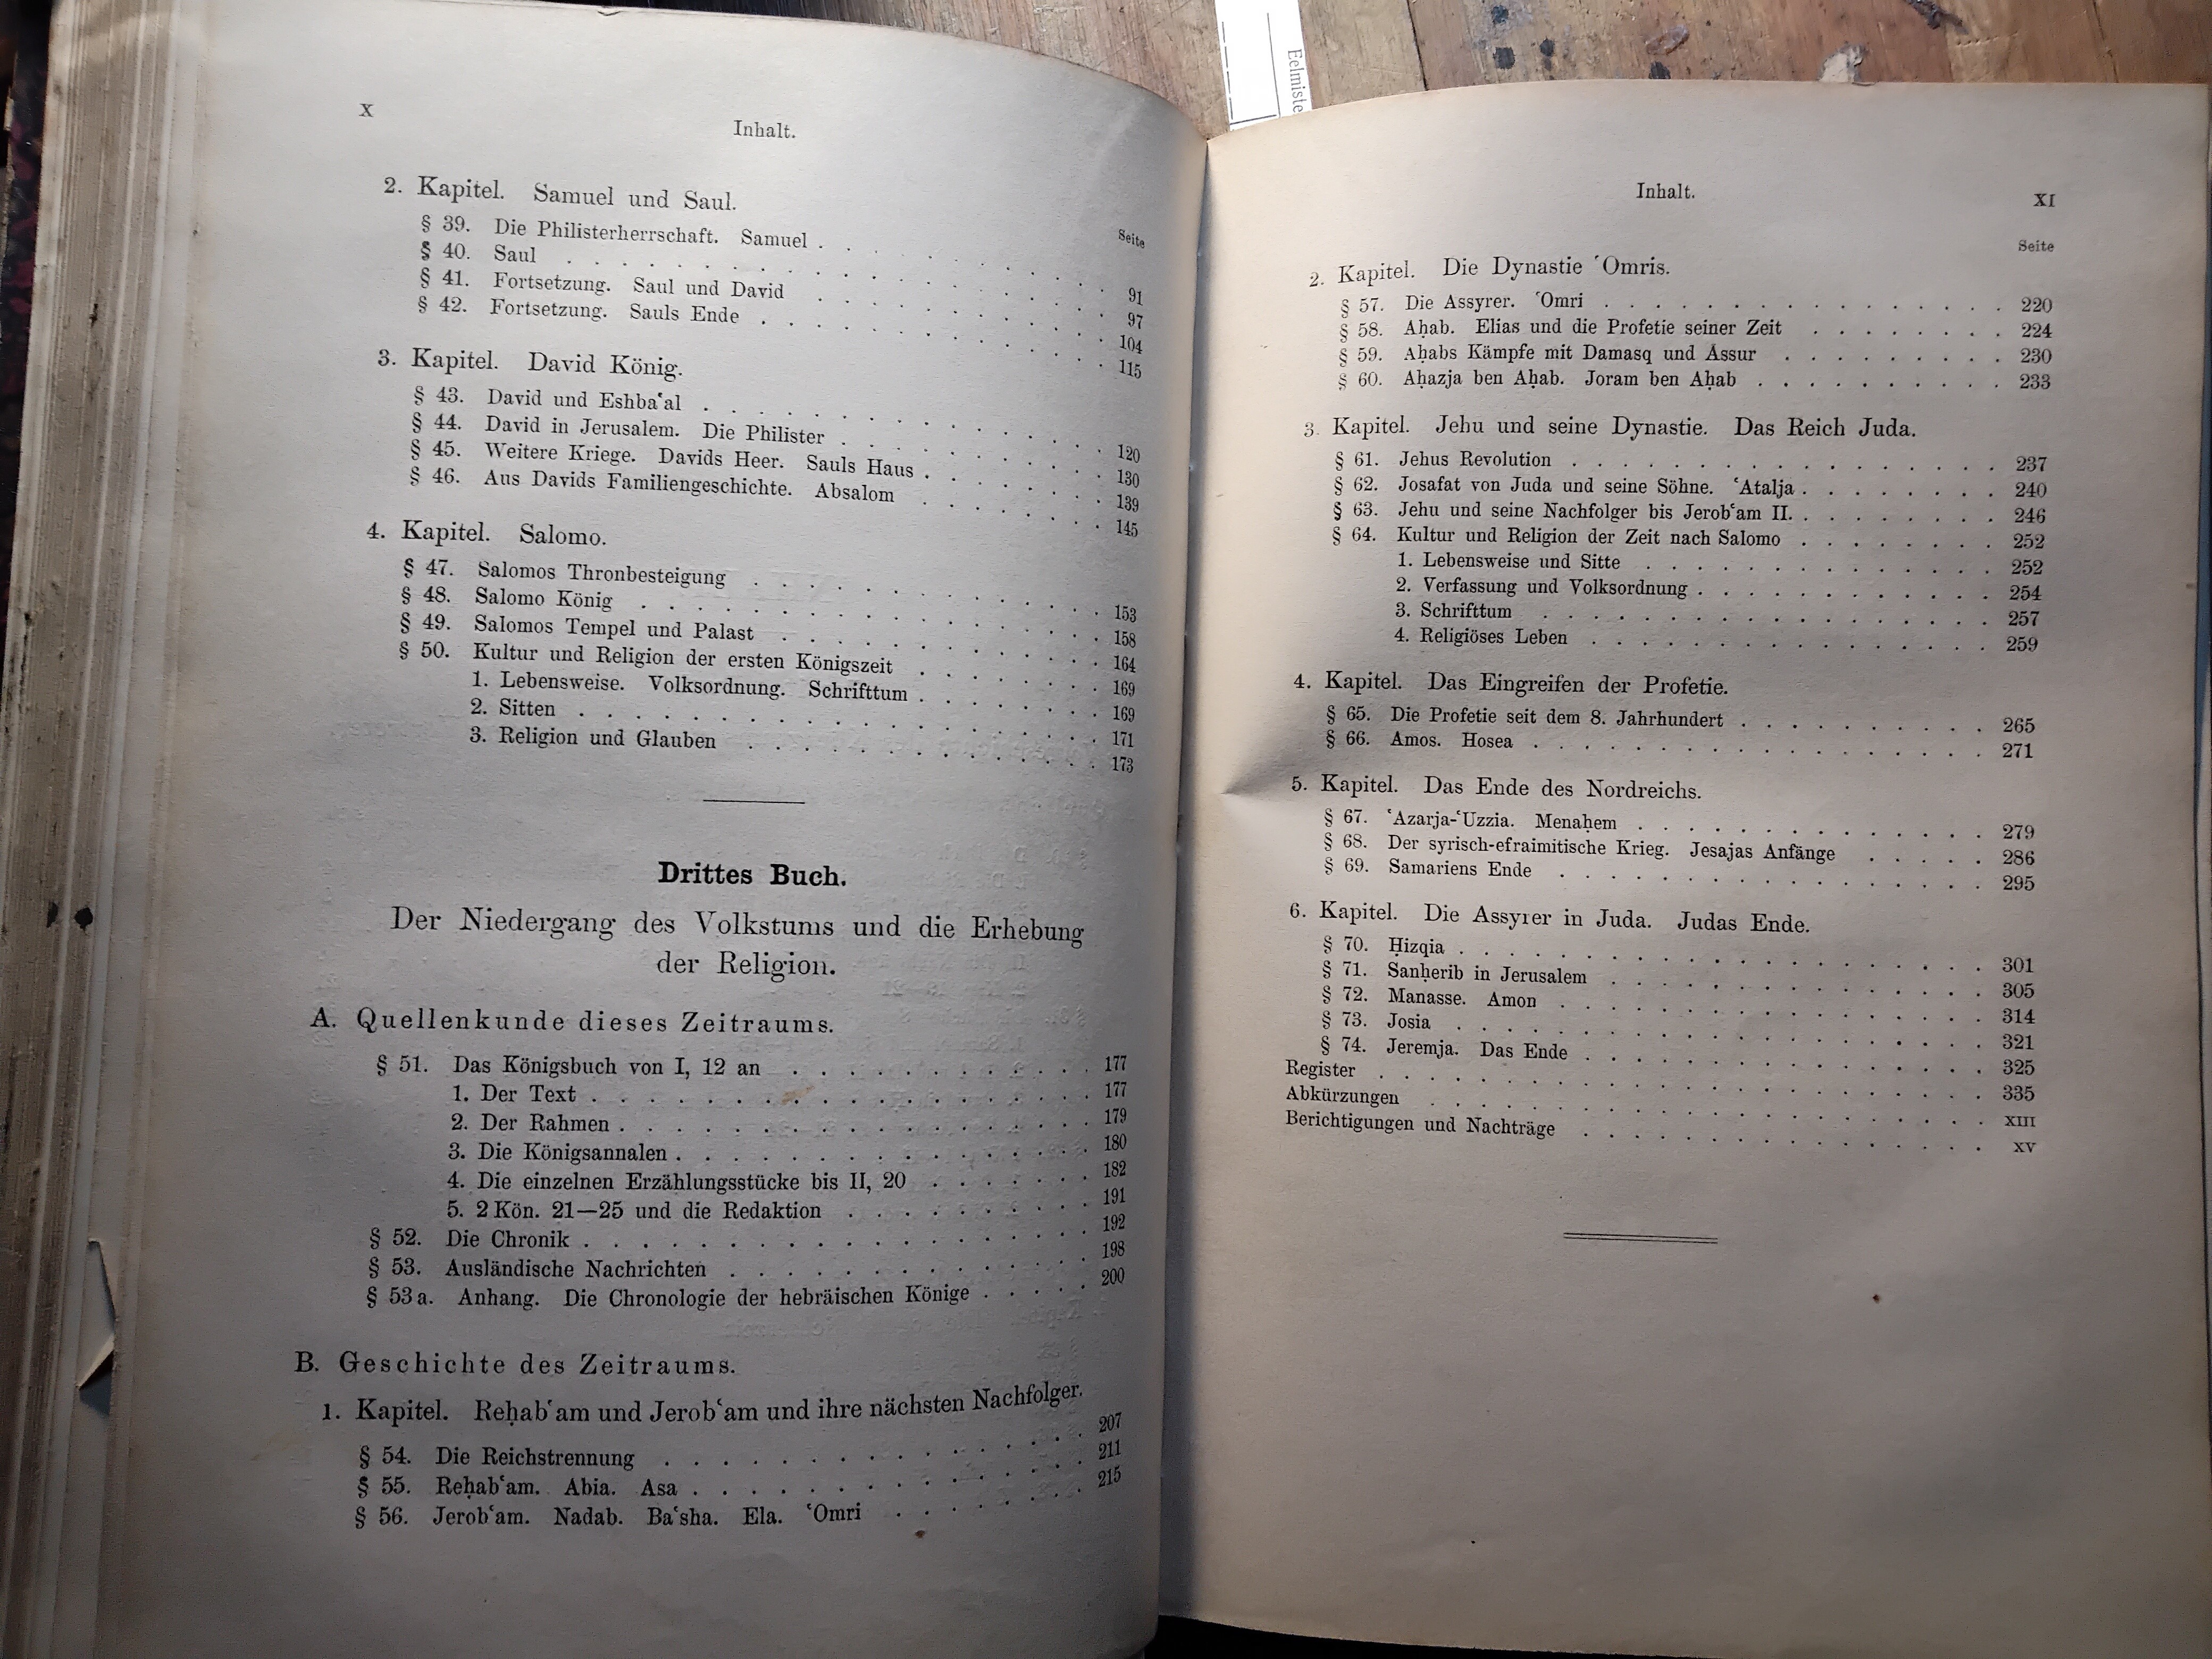 Eelmiste
x
Inhalt.
Seite
2. Kapitel. Samuel und Saul.
§ 39. Die Philisterherrschaft. Samuel . . . . . . . . . . 91
§ 40. Saul . . . . . . . . . . 97
§ 41. Fortsetzung. Saul und David . . . . . . . . . . 104
§ 42. Fortsetzung. Sauls Ende . . . . . . . . . . 115
3. Kapitel. David König.
§ 43. David und Eshbaʿal . . . . . . . . . . 120
§ 44. David in Jerusalem. Die Philister . . . . . . . . . . 130
§ 45. Weitere Kriege. Davids Heer. Sauls Haus . . . . . . . 139
§ 46. Aus Davids Familiengeschichte. Absalom . . . . . . . 145
4. Kapitel. Salomo.
§ 47. Salomos Thronbesteigung . . . . . . . . . . 153
§ 48. Salomo König . . . . . . . . . . 158
§ 49. Salomos Tempel und Palast . . . . . . . . . . 164
§ 50. Kultur und Religion der ersten Königszeit . . . . . . . 169
1. Lebensweise. Volksordnung. Schrifttum . . . . . . . 169
2. Sitten . . . . . . . . . . 171
3. Religion und Glauben . . . . . . . . . . 173
Drittes Buch.
Der Niedergang des Volkstums und die Erhebung
der Religion.
A. Quellenkunde dieses Zeitraums.
§ 51. Das Königsbuch von I, 12 an . . . . . . . . . . 177
1. Der Text . . . . . . . . . . 177
2. Der Rahmen . . . . . . . . . . 179
3. Die Königsannalen . . . . . . . . . . 180
4. Die einzelnen Erzählungsstücke bis II, 20 . . . . . . . 182
5. 2 Kön. 21—25 und die Redaktion . . . . . . . . . . 191
§ 52. Die Chronik . . . . . . . . . . 192
§ 53. Ausländische Nachrichten . . . . . . . . . . 198
§ 53 a. Anhang. Die Chronologie der hebräischen Könige . . . . . 200
B. Geschichte des Zeitraums.
1. Kapitel. Reḥabʿam und Jerobʿam und ihre nächsten Nachfolger.
§ 54. Die Reichstrennung . . . . . . . . . . 207
§ 55. Reḥabʿam. Abia. Asa . . . . . . . . . . 211
§ 56. Jerobʿam. Nadab. Baʿsha. Ela. ʿOmri . . . . . . . 215
Inhalt.
XI
Seite
2. Kapitel. Die Dynastie ʿOmris.
§ 57. Die Assyrer. ʿOmri . . . . . . . . . . 220
§ 58. Aḥab. Elias und die Profetie seiner Zeit . . . . . . . 224
§ 59. Aḥabs Kämpfe mit Damasq und Assur . . . . . . . 230
§ 60. Aḥazja ben Aḥab. Joram ben Aḥab . . . . . . . . . . 233
3. Kapitel. Jehu und seine Dynastie. Das Reich Juda.
§ 61. Jehus Revolution . . . . . . . . . . 237
§ 62. Josafat von Juda und seine Söhne. ʿAtalja . . . . . . . 240
§ 63. Jehu und seine Nachfolger bis Jerobʿam II. . . . . . . . 246
§ 64. Kultur und Religion der Zeit nach Salomo . . . . . . . 252
1. Lebensweise und Sitte . . . . . . . . . . 252
2. Verfassung und Volksordnung . . . . . . . . . . 254
3. Schrifttum . . . . . . . . . . 257
4. Religiöses Leben . . . . . . . . . . 259
4. Kapitel. Das Eingreifen der Profetie.
§ 65. Die Profetie seit dem 8. Jahrhundert . . . . . . . . . . 265
§ 66. Amos. Hosea . . . . . . . . . . 271
5. Kapitel. Das Ende des Nordreichs.
§ 67. ʿAzarja-ʿUzzia. Menaḥem . . . . . . . . . . 279
§ 68. Der syrisch-efraimitische Krieg. Jesajas Anfänge . . . . . 286
§ 69. Samariens Ende . . . . . . . . . . 295
6. Kapitel. Die Assyrer in Juda. Judas Ende.
§ 70. Ḥizqia . . . . . . . . . . 301
§ 71. Sanḥerib in Jerusalem . . . . . . . . . . 305
§ 72. Manasse. Amon . . . . . . . . . . 314
§ 73. Josia . . . . . . . . . . 321
§ 74. Jeremja. Das Ende . . . . . . . . . . 325
Register . . . . . . . . . . 335
Abkürzungen . . . . . . . . . . XIII
Berichtigungen und Nachträge . . . . . . . . . . XV